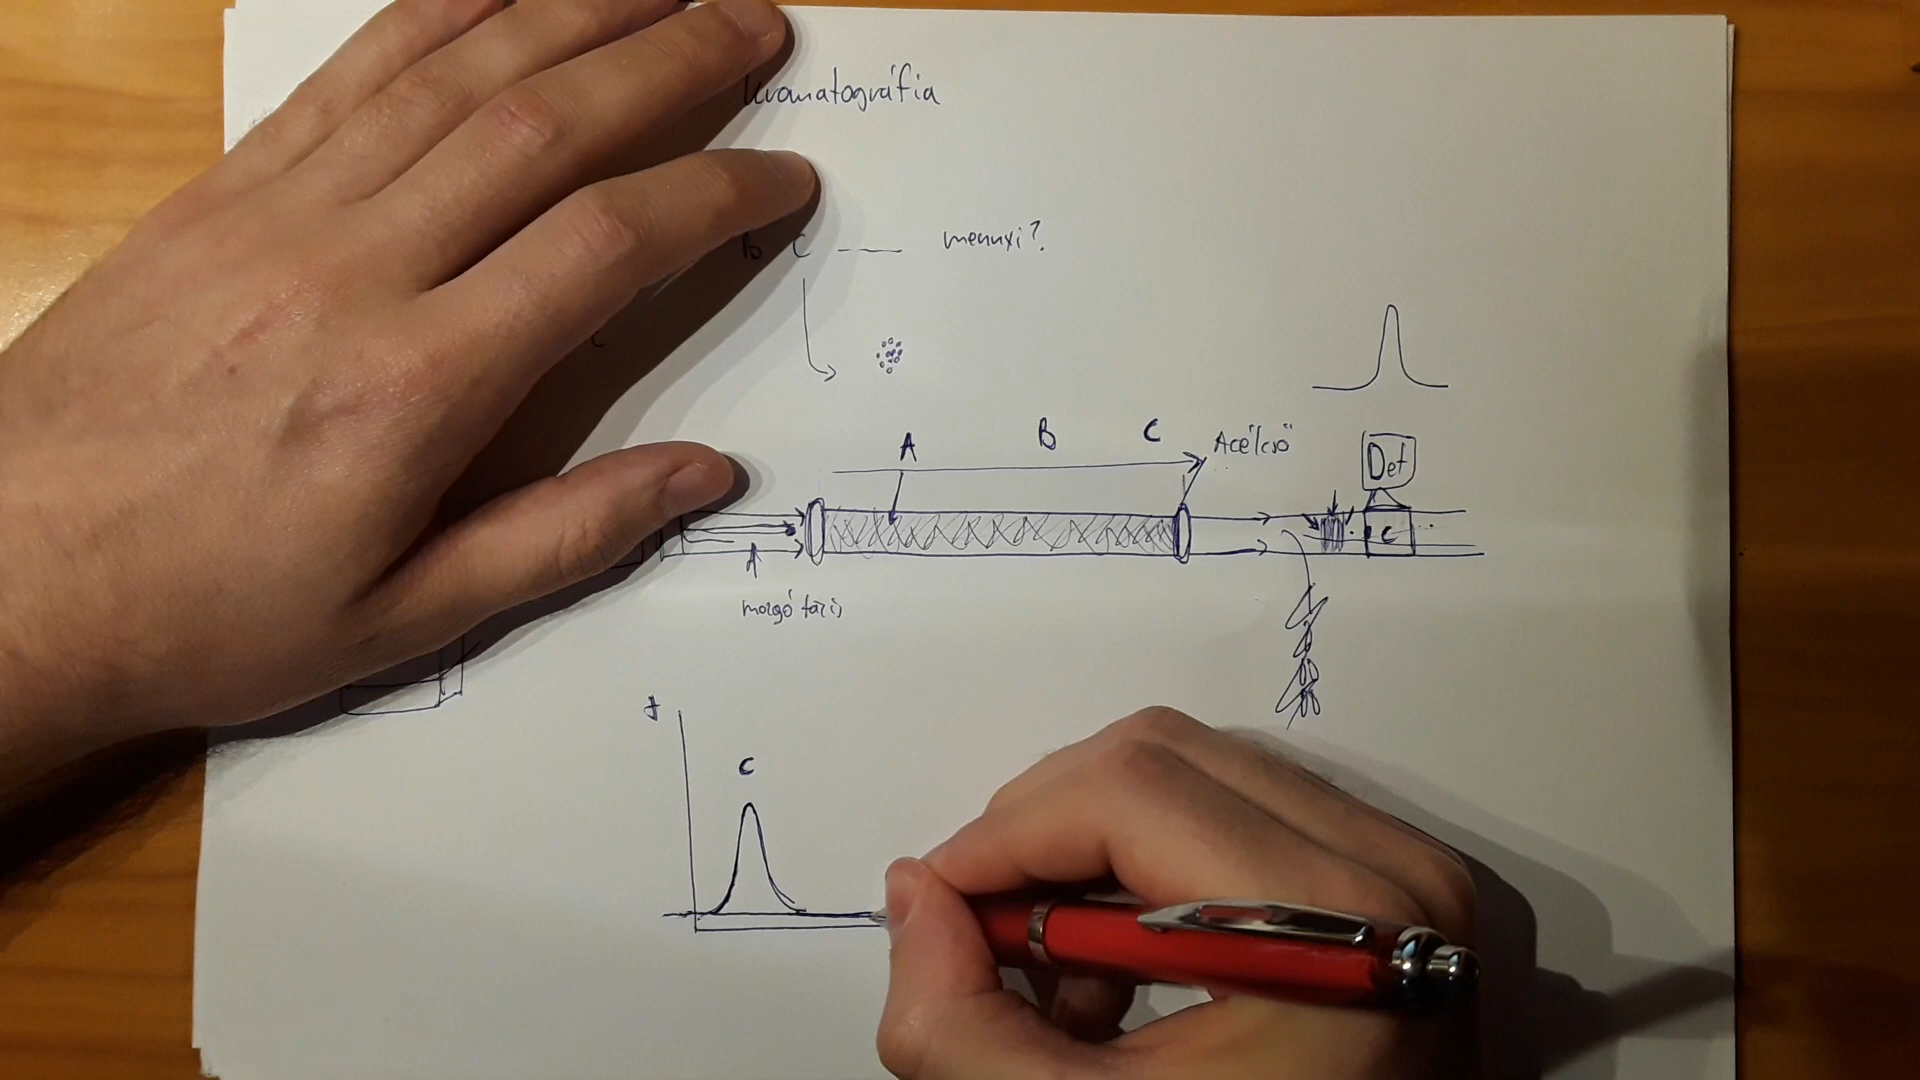 Kromatográfia
B C mennyi?
C
A B C Acélcső
Det
C
A
mozgó fázis
J
C